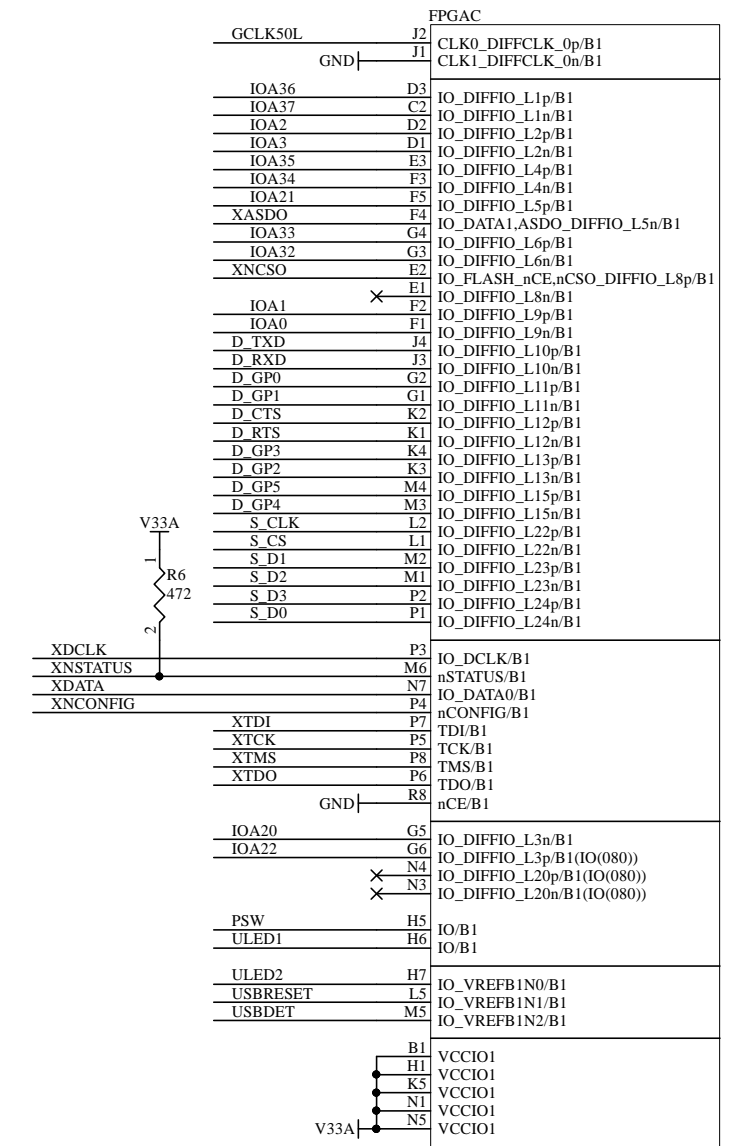 FPGAC
GCLK50L J2 CLK0_DIFFCLK_0p/B1
GND J1 CLK1_DIFFCLK_0n/B1
IOA36 D3 IO_DIFFIO_L1p/B1
IOA37 C2 IO_DIFFIO_L1n/B1
IOA2 D2 IO_DIFFIO_L2p/B1
IOA3 D1 IO_DIFFIO_L2n/B1
IOA35 E3 IO_DIFFIO_L4p/B1
IOA34 F3 IO_DIFFIO_L4n/B1
IOA21 F5 IO_DIFFIO_L5p/B1
XASDO F4 IO_DATA1,ASDO_DIFFIO_L5n/B1
IOA33 G4 IO_DIFFIO_L6p/B1
IOA32 G3 IO_DIFFIO_L6n/B1
XNCSO E2 IO_FLASH_nCE,nCSO_DIFFIO_L8p/B1
E1 IO_DIFFIO_L8n/B1
IOA1 F2 IO_DIFFIO_L9p/B1
IOA0 F1 IO_DIFFIO_L9n/B1
D_TXD J4 IO_DIFFIO_L10p/B1
D_RXD J3 IO_DIFFIO_L10n/B1
D_GP0 G2 IO_DIFFIO_L11p/B1
D_GP1 G1 IO_DIFFIO_L11n/B1
D_CTS K2 IO_DIFFIO_L12p/B1
D_RTS K1 IO_DIFFIO_L12n/B1
D_GP3 K4 IO_DIFFIO_L13p/B1
D_GP2 K3 IO_DIFFIO_L13n/B1
D_GP5 M4 IO_DIFFIO_L15p/B1
D_GP4 M3 IO_DIFFIO_L15n/B1
S_CLK L2 IO_DIFFIO_L22p/B1
S_CS L1 IO_DIFFIO_L22n/B1
S_D1 M2 IO_DIFFIO_L23p/B1
S_D2 M1 IO_DIFFIO_L23n/B1
S_D3 P2 IO_DIFFIO_L24p/B1
S_D0 P1 IO_DIFFIO_L24n/B1
V33A
1
R6
472
2
XDCLK P3 IO_DCLK/B1
XNSTATUS M6 nSTATUS/B1
XDATA N7 IO_DATA0/B1
XNCONFIG P4 nCONFIG/B1
XTDI P7 TDI/B1
XTCK P5 TCK/B1
XTMS P8 TMS/B1
XTDO P6 TDO/B1
GND R8 nCE/B1
IOA20 G5 IO_DIFFIO_L3n/B1
IOA22 G6 IO_DIFFIO_L3p/B1(IO(080))
N4 IO_DIFFIO_L20p/B1(IO(080))
N3 IO_DIFFIO_L20n/B1(IO(080))
PSW H5 IO/B1
ULED1 H6 IO/B1
ULED2 H7 IO_VREFB1N0/B1
USBRESET L5 IO_VREFB1N1/B1
USBDET M5 IO_VREFB1N2/B1
B1 VCCIO1
H1 VCCIO1
K5 VCCIO1
N1 VCCIO1
V33A N5 VCCIO1